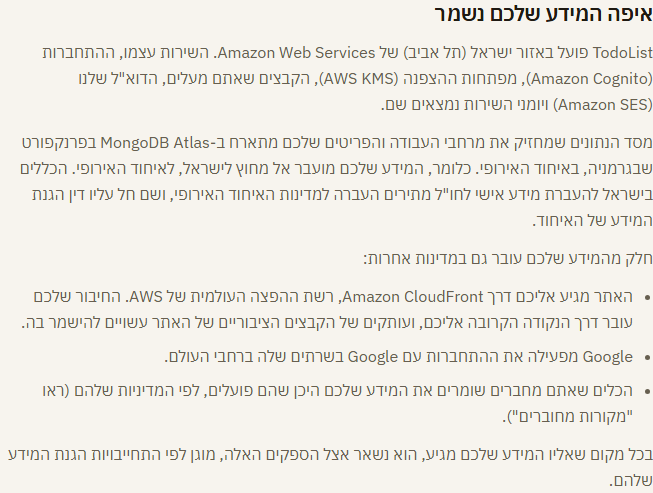 איפה המידע שלכם נשמר
TodoList פועל באזור ישראל (תל אביב) של Amazon Web Services. השירות עצמו, ההתחברות
(Amazon Cognito), מפתחות ההצפנה (AWS KMS), הקבצים שאתם מעלים, הדוא"ל שלנו
(Amazon SES) ויומני השירות נמצאים שם.
מסד הנתונים שמחזיק את מרחבי העבודה והפריטים שלכם מתארח ב-MongoDB Atlas בפרנקפורט
שבגרמניה, באיחוד האירופי. כלומר, המידע שלכם מועבר אל מחוץ לישראל, לאיחוד האירופי. הכללים
בישראל להעברת מידע אישי לחו"ל מתירים העברה למדינות האיחוד האירופי, ושם חל עליו דין הגנת
המידע של האיחוד.
חלק מהמידע שלכם עובר גם במדינות אחרות:
• האתר מגיע אליכם דרך Amazon CloudFront, רשת ההפצה העולמית של AWS. החיבור שלכם
עובר דרך הנקודה הקרובה אליכם, ועותקים של הקבצים הציבוריים של האתר עשויים להישמר בה.
• Google מפעילה את ההתחברות עם Google בשרתים שלה ברחבי העולם.
• הכלים שאתם מחברים שומרים את המידע שלכם היכן שהם פועלים, לפי המדיניות שלהם (ראו
"מקורות מחוברים").
בכל מקום שאליו המידע שלכם מגיע, הוא נשאר אצל הספקים האלה, מוגן לפי התחייבויות הגנת המידע
שלהם.